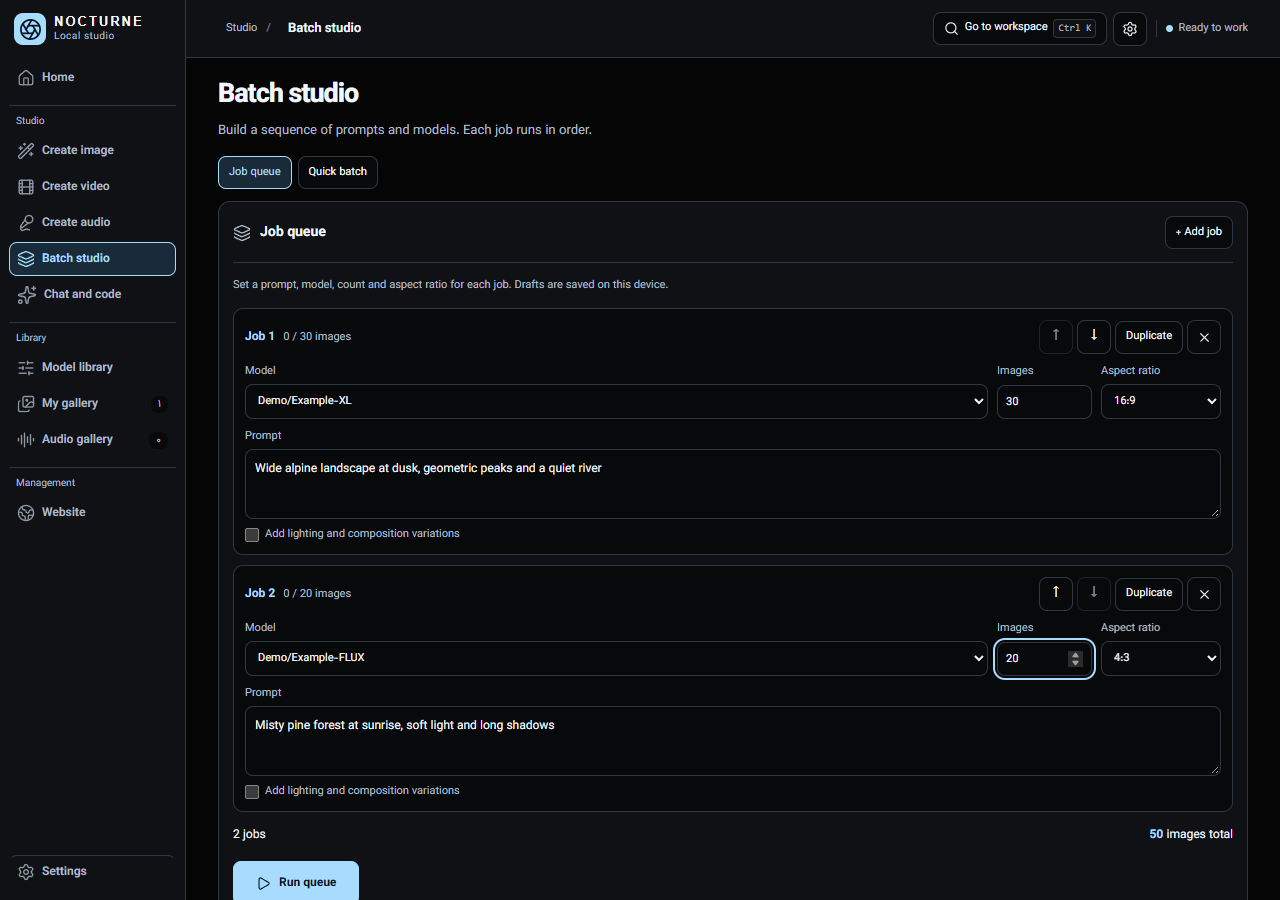 NOCTURNE
Local studio
Home
Studio
Create image
Create video
Create audio
Batch studio
Chat and code
Library
Model library
My gallery 1
Audio gallery 0
Management
Website
Settings
Studio / Batch studio
Go to workspace Ctrl K
Ready to work
Batch studio
Build a sequence of prompts and models. Each job runs in order.
Job queue Quick batch
Job queue
+ Add job
Set a prompt, model, count and aspect ratio for each job. Drafts are saved on this device.
Job 1 0 / 30 images
↑ ↓ Duplicate ×
Model Images Aspect ratio
Demo/Example-XL 30 16:9
Prompt
Wide alpine landscape at dusk, geometric peaks and a quiet river
Add lighting and composition variations
Job 2 0 / 20 images
↑ ↓ Duplicate ×
Model Images Aspect ratio
Demo/Example-FLUX 20 4:3
Prompt
Misty pine forest at sunrise, soft light and long shadows
Add lighting and composition variations
2 jobs 50 images total
Run queue